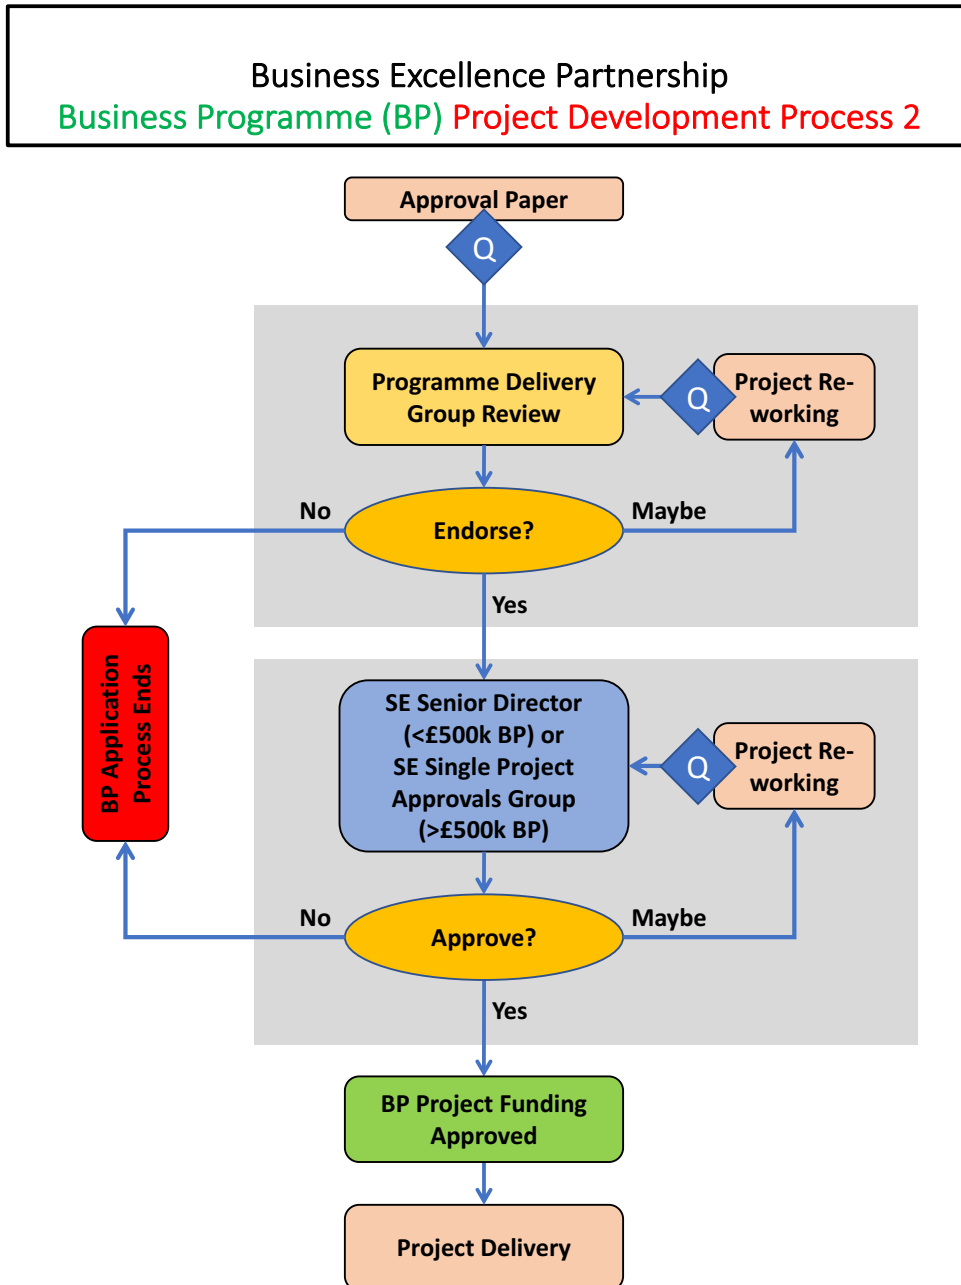 Business Excellence Partnership
Business Programme (BP) Project Development Process 2
Approval Paper
Q
Programme Delivery
Group Review
Q
Project Re-
working
No
Endorse?
Maybe
Yes
BP Application
Process Ends
SE Senior Director
(<£500k BP) or
SE Single Project
Approvals Group
(>£500k BP)
Q
Project Re-
working
No
Approve?
Maybe
Yes
BP Project Funding
Approved
Project Delivery